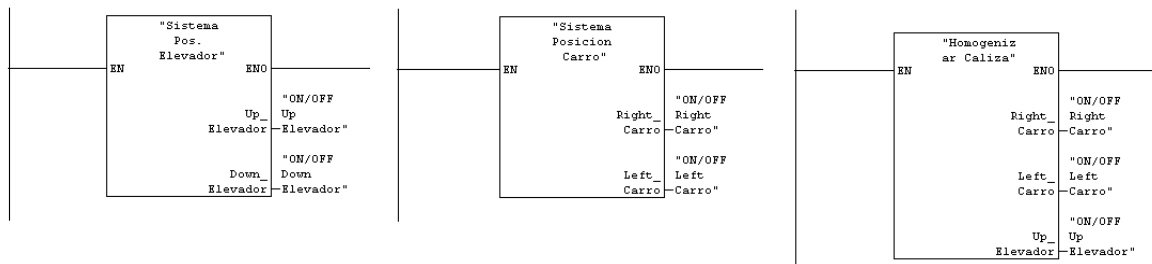 "Sistema
Pos.
Elevador"
EN ENO
"ON/OFF
Up_ Up
Elevador Elevador"
"ON/OFF
Down_ Down
Elevador Elevador"
"Sistema
Posicion
Carro"
EN ENO
"ON/OFF
Right_ Right
Carro Carro"
"ON/OFF
Left_ Left
Carro Carro"
"Homogeniz
ar Caliza"
EN ENO
"ON/OFF
Right_ Right
Carro Carro"
"ON/OFF
Left_ Left
Carro Carro"
"ON/OFF
Up_ Up
Elevador Elevador"